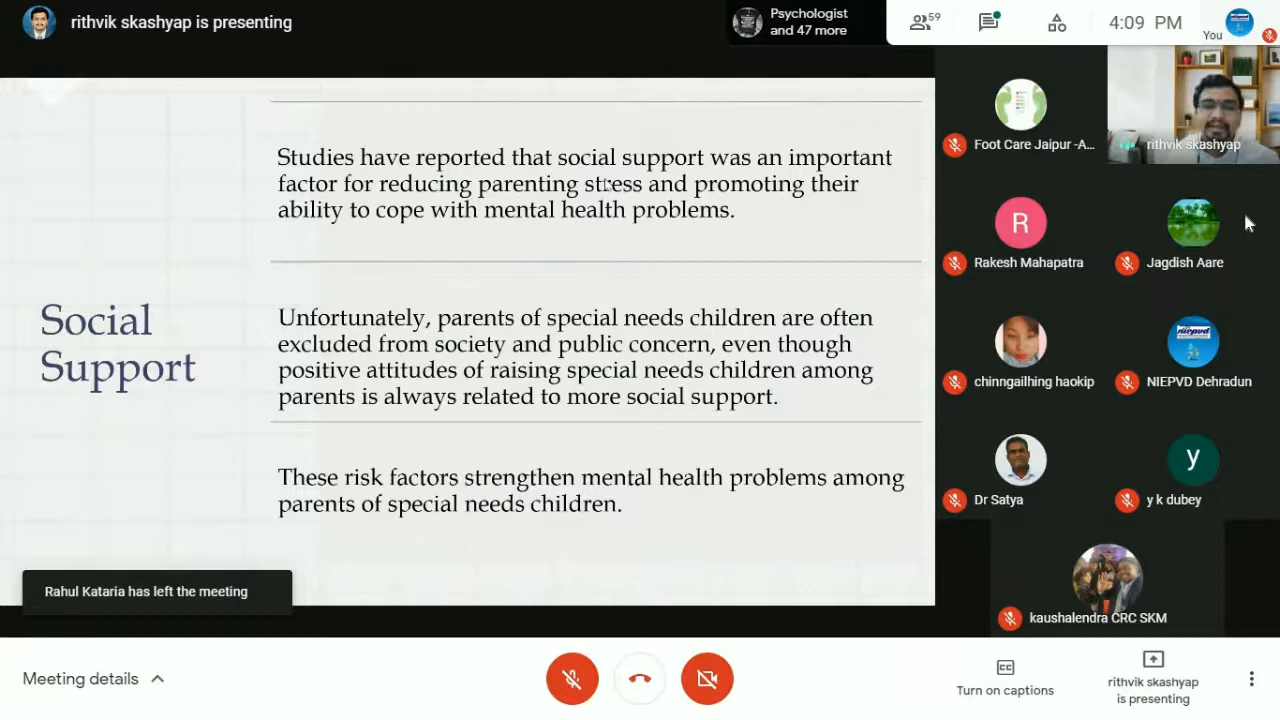 rithvik skashyap is presenting
Psychologist
and 47 more
59
4:09 PM
You
Studies have reported that social support was an important
factor for reducing parenting stress and promoting their
ability to cope with mental health problems.
Social
Support
Unfortunately, parents of special needs children are often
excluded from society and public concern, even though
positive attitudes of raising special needs children among
parents is always related to more social support.
These risk factors strengthen mental health problems among
parents of special needs children.
Rahul Kataria has left the meeting
Foot Care Jaipur -A...
rithvik skashyap
R
Rakesh Mahapatra
Jagdish Aare
chinngailhing haokip
niepvd
NIEPVD Dehradun
Dr Satya
y
y k dubey
kaushalendra CRC SKM
Meeting details
CC
Turn on captions
rithvik skashyap
is presenting